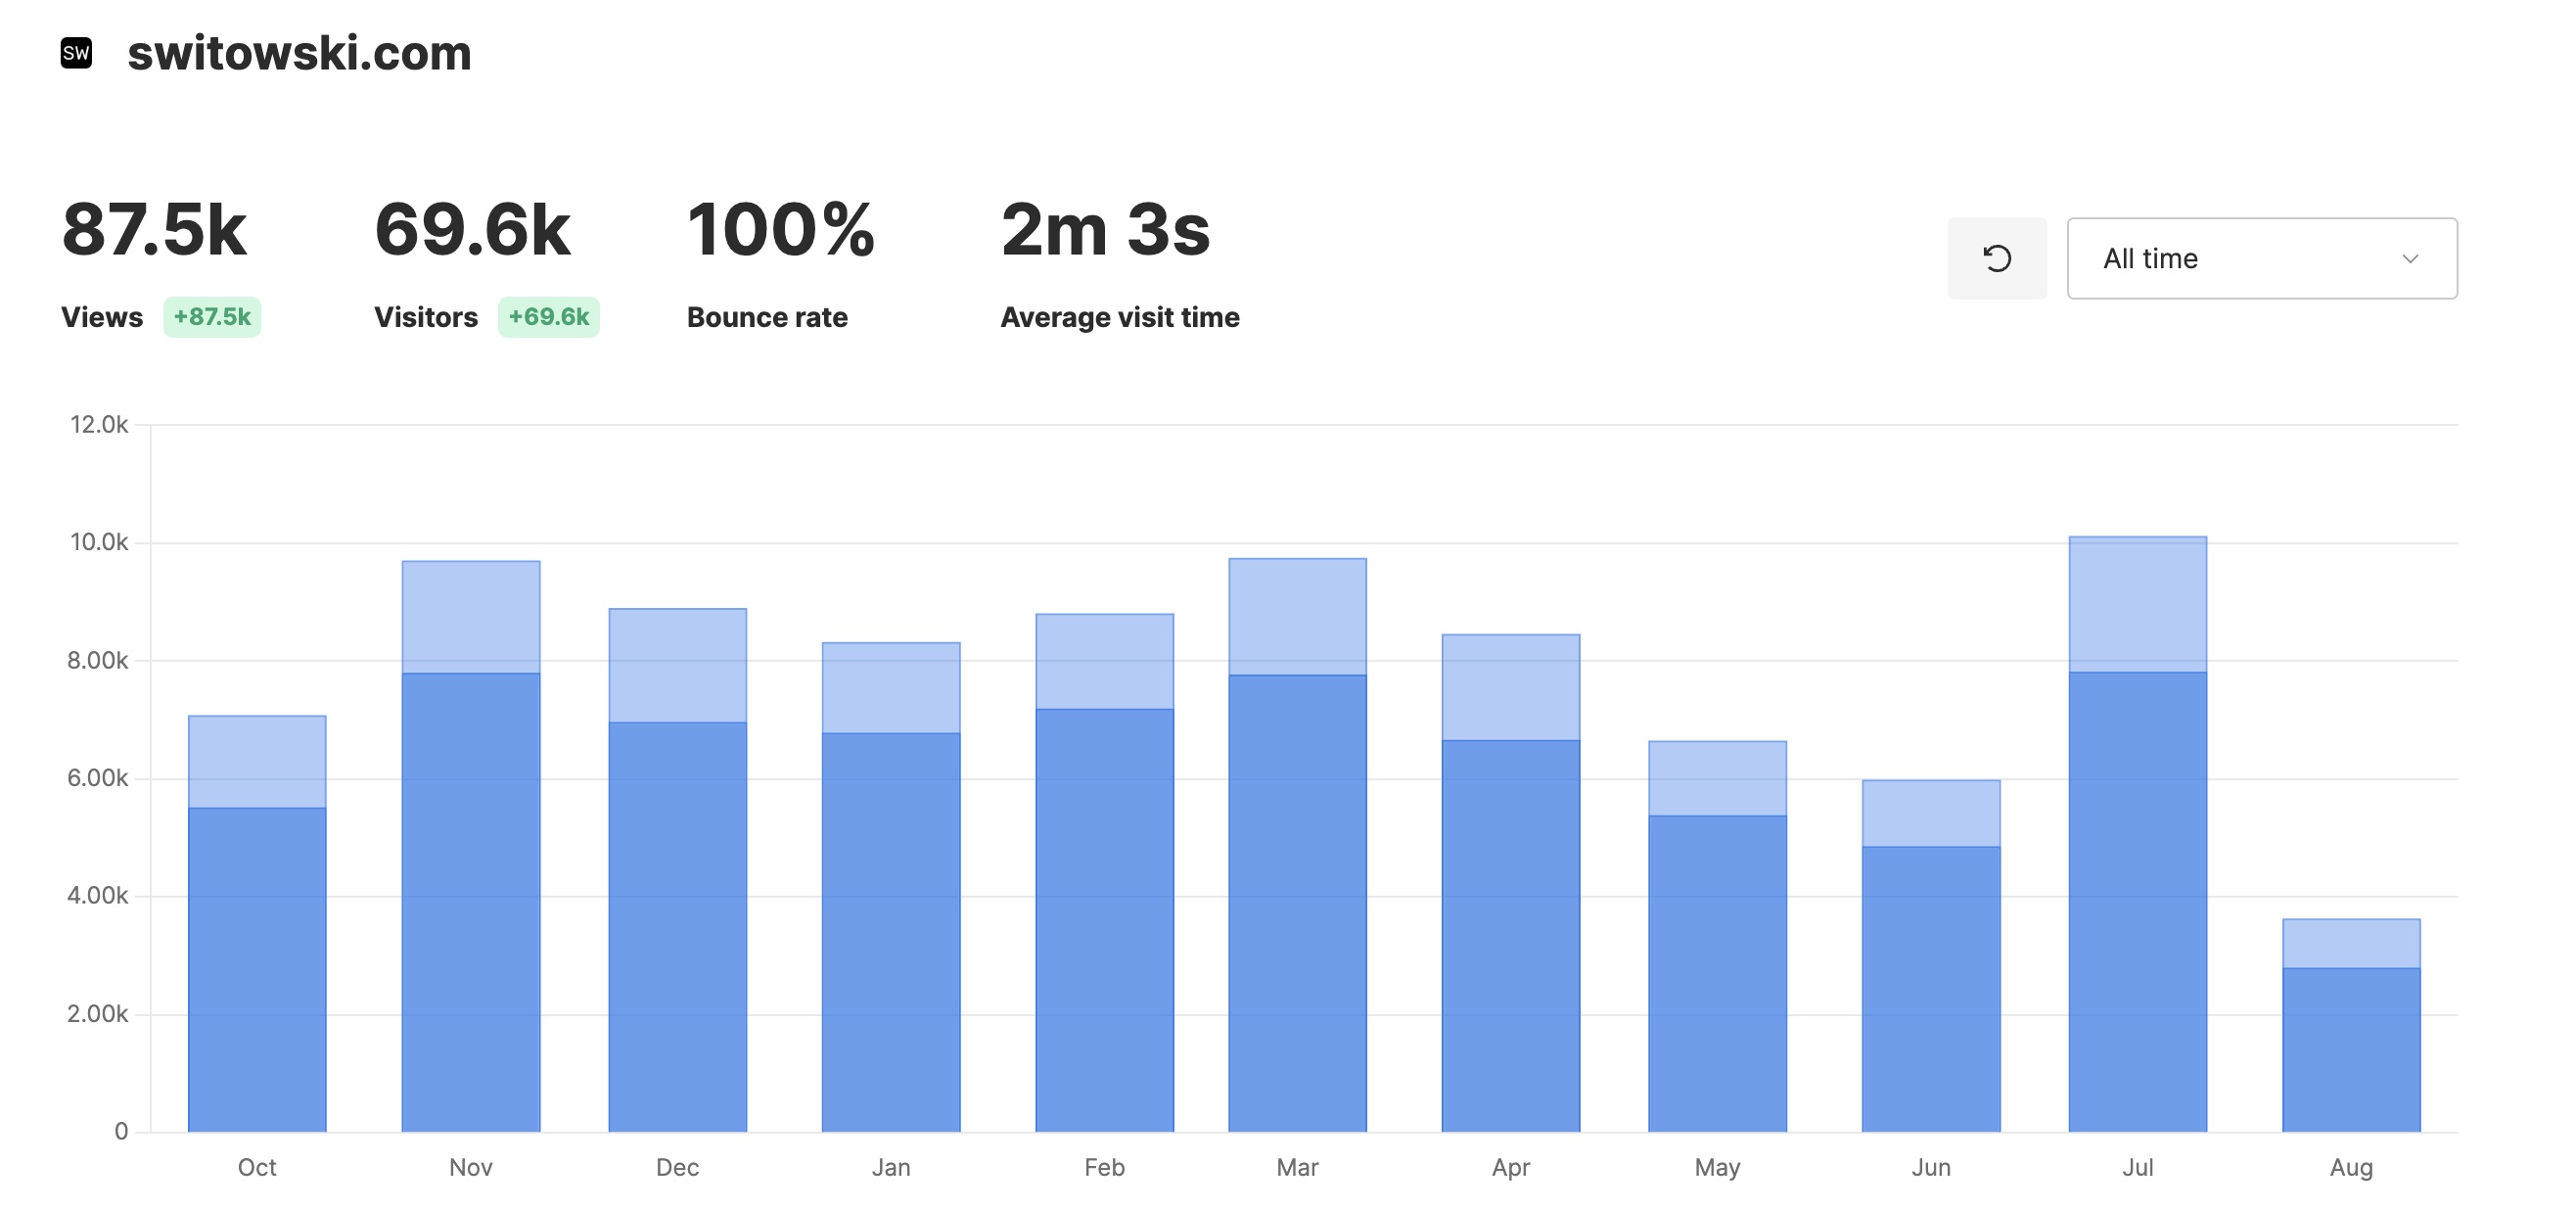 SW switowski.com
87.5k 69.6k 100% 2m 3s
All time
Views +87.5k Visitors +69.6k Bounce rate Average visit time
12.0k
10.0k
8.00k
6.00k
4.00k
2.00k
0
Oct Nov Dec Jan Feb Mar Apr May Jun Jul Aug